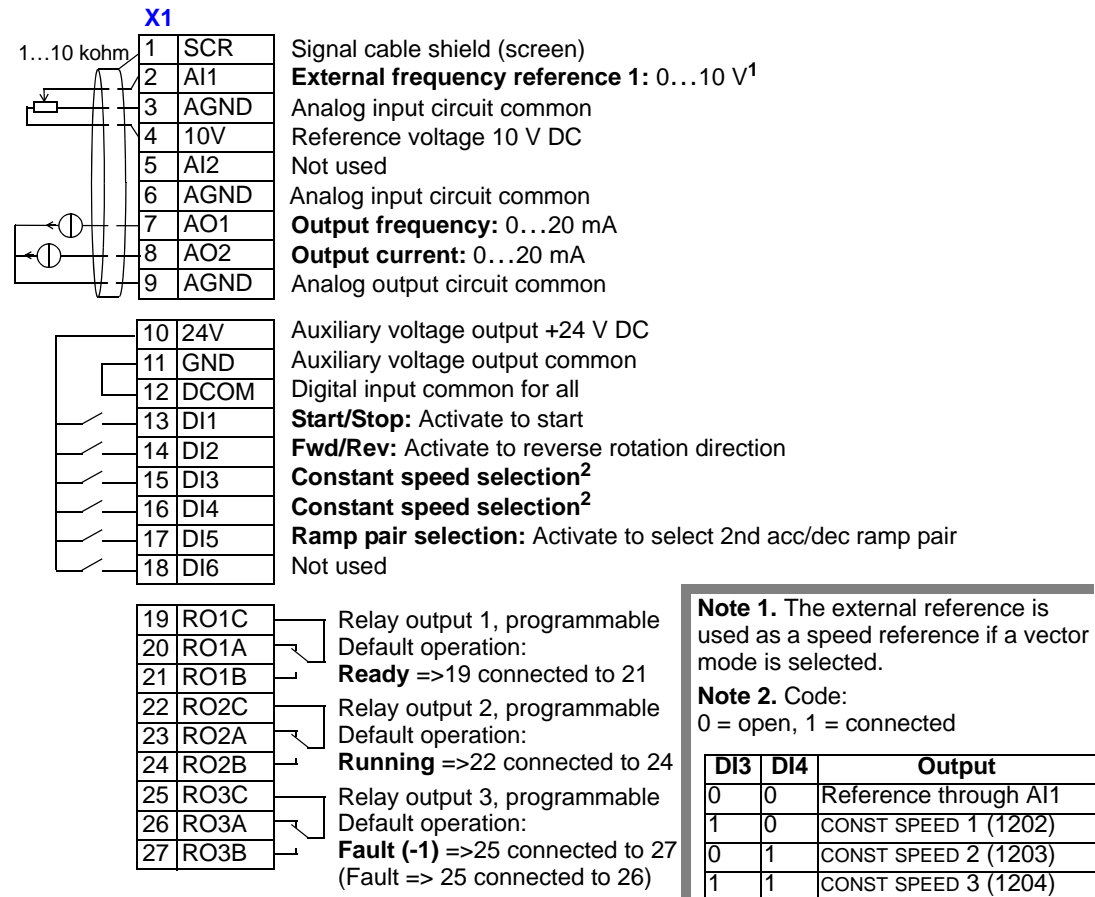 X1
1…10 kohm
1 SCR Signal cable shield (screen)
2 AI1 External frequency reference 1: 0…10 V1
3 AGND Analog input circuit common
4 10V Reference voltage 10 V DC
5 AI2 Not used
6 AGND Analog input circuit common
7 AO1 Output frequency: 0…20 mA
8 AO2 Output current: 0…20 mA
9 AGND Analog output circuit common
10 24V Auxiliary voltage output +24 V DC
11 GND Auxiliary voltage output common
12 DCOM Digital input common for all
13 DI1 Start/Stop: Activate to start
14 DI2 Fwd/Rev: Activate to reverse rotation direction
15 DI3 Constant speed selection2
16 DI4 Constant speed selection2
17 DI5 Ramp pair selection: Activate to select 2nd acc/dec ramp pair
18 DI6 Not used
19 RO1C Relay output 1, programmable
20 RO1A Default operation:
21 RO1B Ready =>19 connected to 21
22 RO2C Relay output 2, programmable
23 RO2A Default operation:
24 RO2B Running =>22 connected to 24
25 RO3C Relay output 3, programmable
26 RO3A Default operation:
27 RO3B Fault (-1) =>25 connected to 27
(Fault => 25 connected to 26)
Note 1. The external reference is
used as a speed reference if a vector
mode is selected.
Note 2. Code:
0 = open, 1 = connected
DI3 DI4 Output
0 0 Reference through AI1
1 0 CONST SPEED 1 (1202)
0 1 CONST SPEED 2 (1203)
1 1 CONST SPEED 3 (1204)